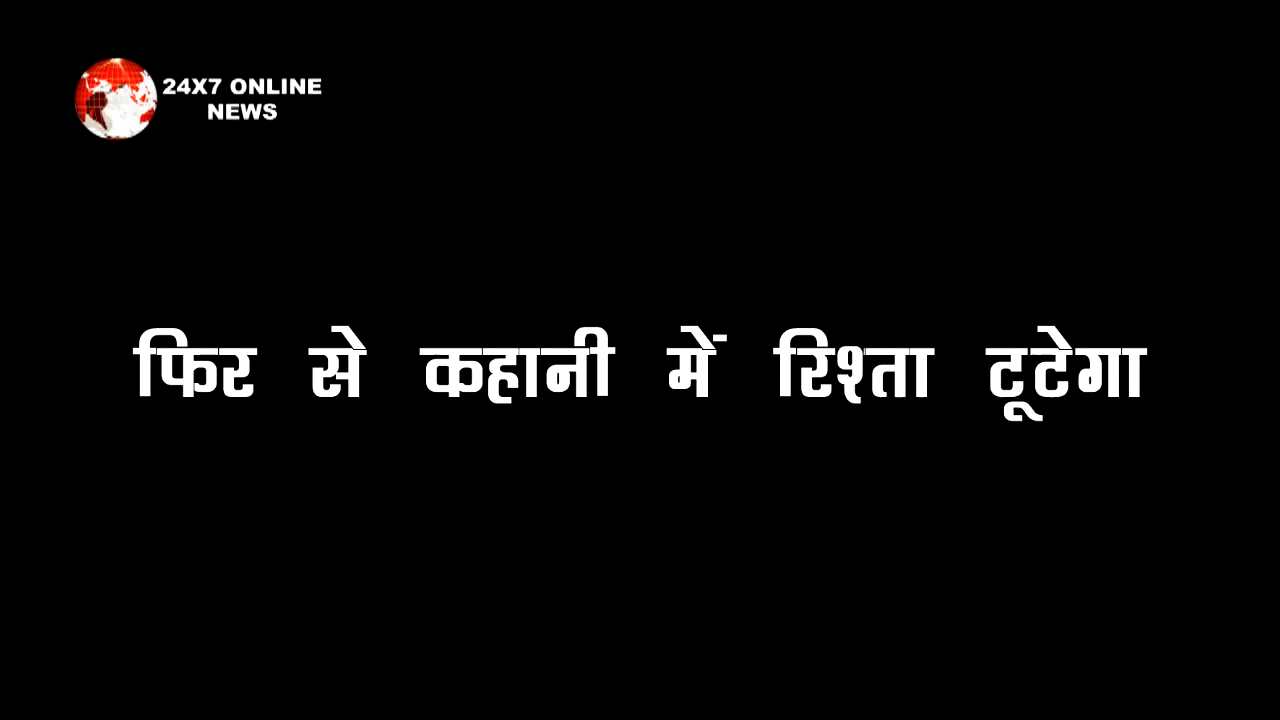 24X7 ONLINE
NEWS
फिर से कहानी में रिश्ता टूटेगा